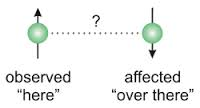 ?
observed affected
“here” “over there”